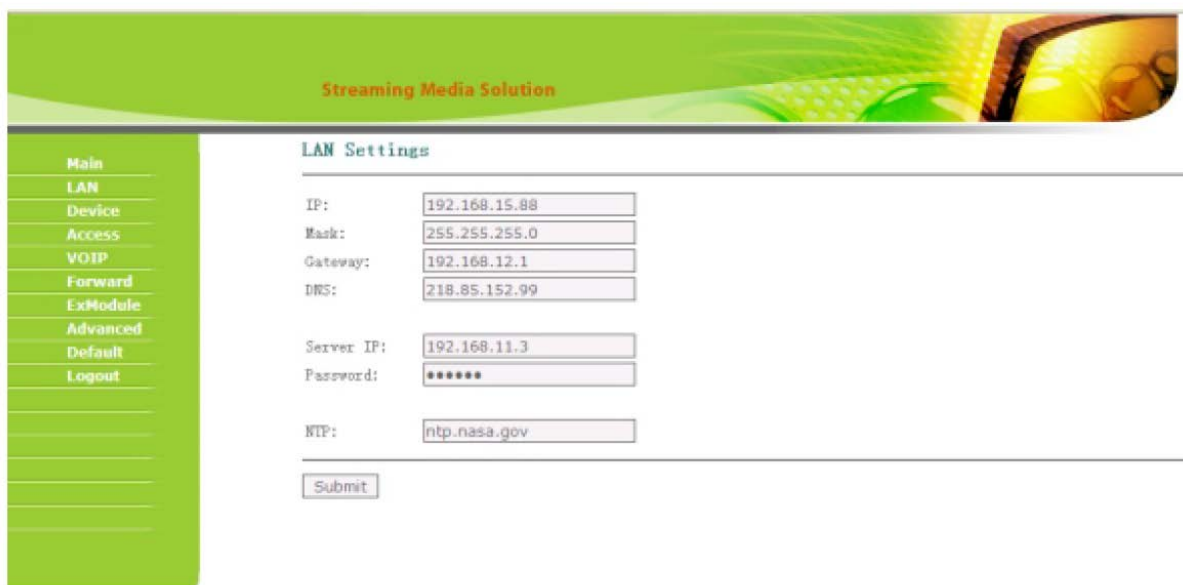 Streaming Media Solution
Main
LAN
Device
Access
VOIP
Forward
ExModule
Advanced
Default
Logout
LAN Settings
IP: 192.168.15.88
Mask: 255.255.255.0
Gateway: 192.168.12.1
DNS: 218.85.152.99
Server IP: 192.168.11.3
Password: ●●●●●●
NTP: ntp.nasa.gov
Submit